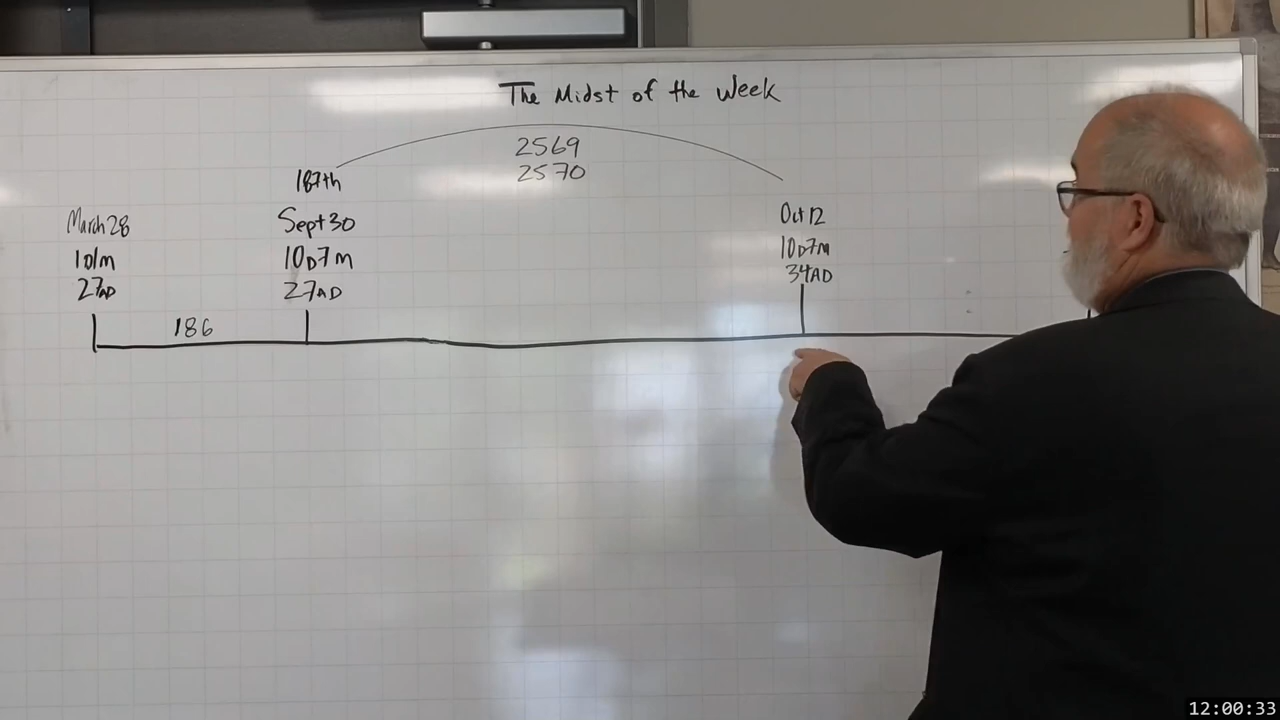 The Midst of the Week
2569
2570
187th
March 28
1D1M
27AD
Sept 30
10D7M
27AD
Oct 12
10D7M
34AD
186
12:00:33